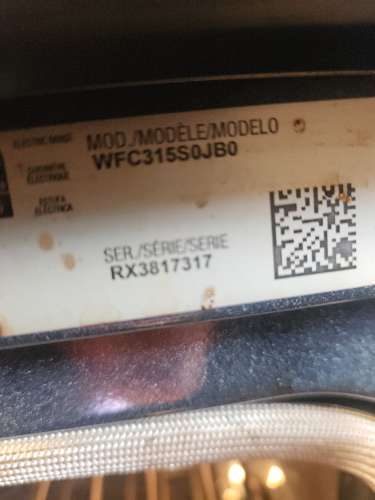 ELECTRIC RANGE
MOD./MODÈLE/MODELO
WFC315S0JB0
CUISINIÈRE
ÉLECTRIQUE
ESTUFA
ELÉCTRICA
SER./SÉRIE/SERIE
RX3817317